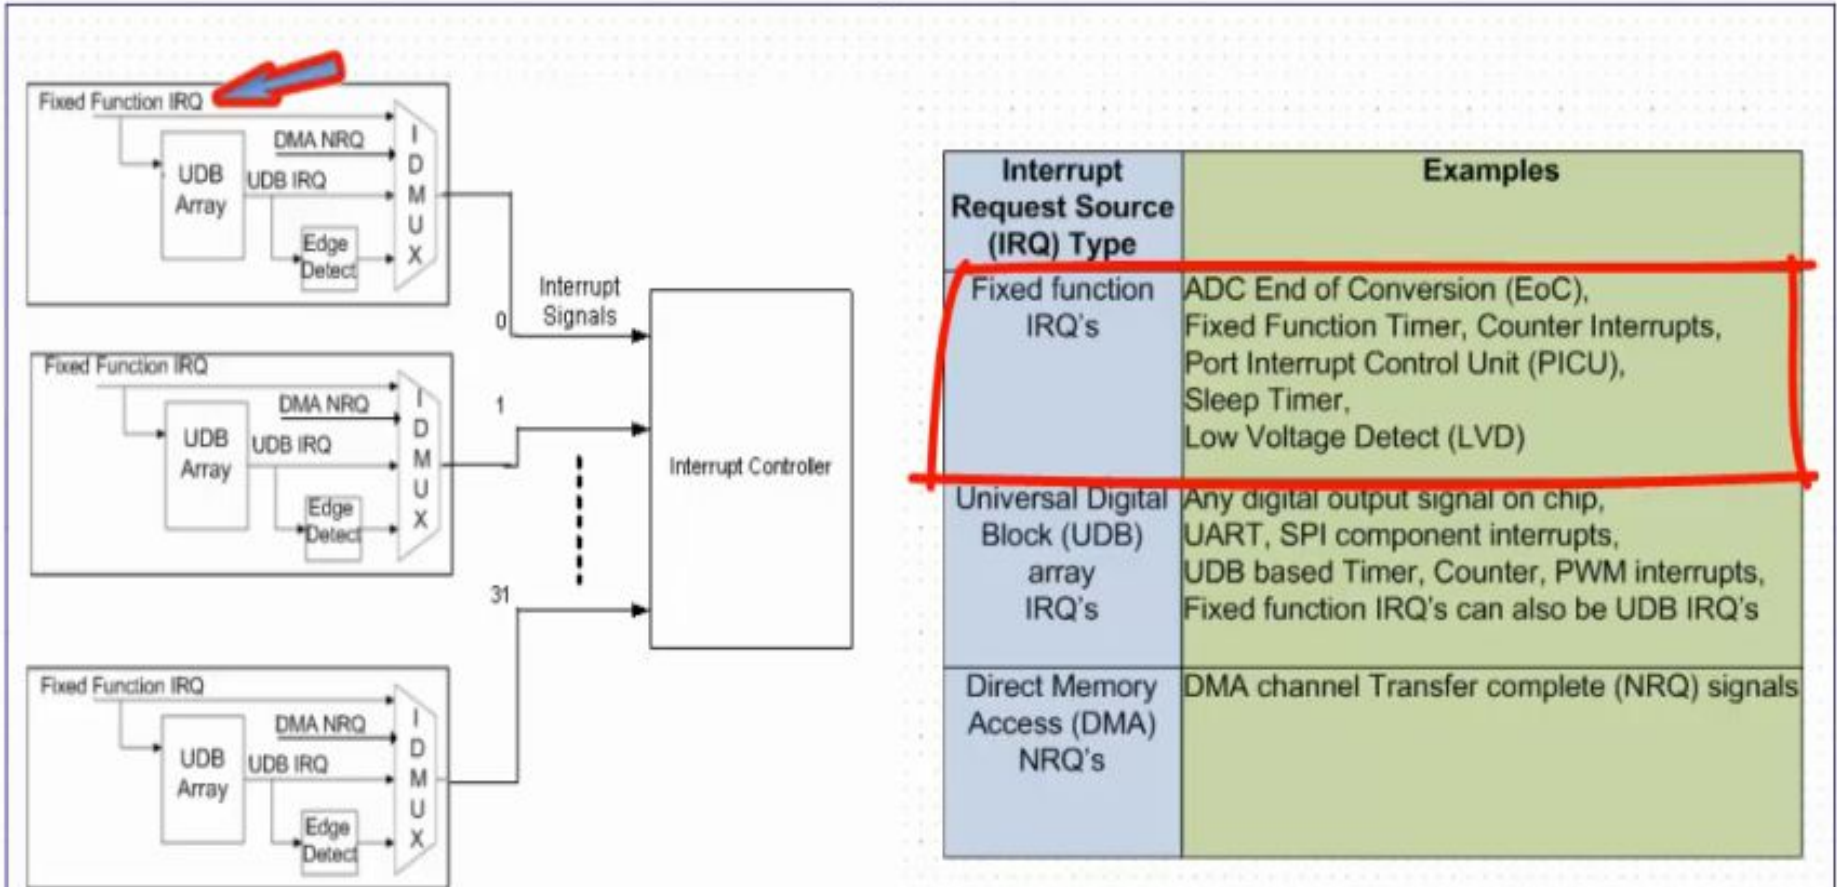 Fixed Function IRQ
DMA NRQ
UDB
Array
UDB IRQ
Edge
Detect
I
D
M
U
X
0
Interrupt
Signals
Fixed Function IRQ
DMA NRQ
UDB
Array
UDB IRQ
Edge
Detect
I
D
M
U
X
1
Interrupt Controller
31
Fixed Function IRQ
DMA NRQ
UDB
Array
UDB IRQ
Edge
Detect
I
D
M
U
X
Interrupt
Request Source
(IRQ) Type
Examples
Fixed function
IRQ's
ADC End of Conversion (EoC),
Fixed Function Timer, Counter Interrupts,
Port Interrupt Control Unit (PICU),
Sleep Timer,
Low Voltage Detect (LVD)
Universal Digital
Block (UDB)
array
IRQ's
Any digital output signal on chip,
UART, SPI component interrupts,
UDB based Timer, Counter, PWM interrupts,
Fixed function IRQ's can also be UDB IRQ's
Direct Memory
Access (DMA)
NRQ's
DMA channel Transfer complete (NRQ) signals